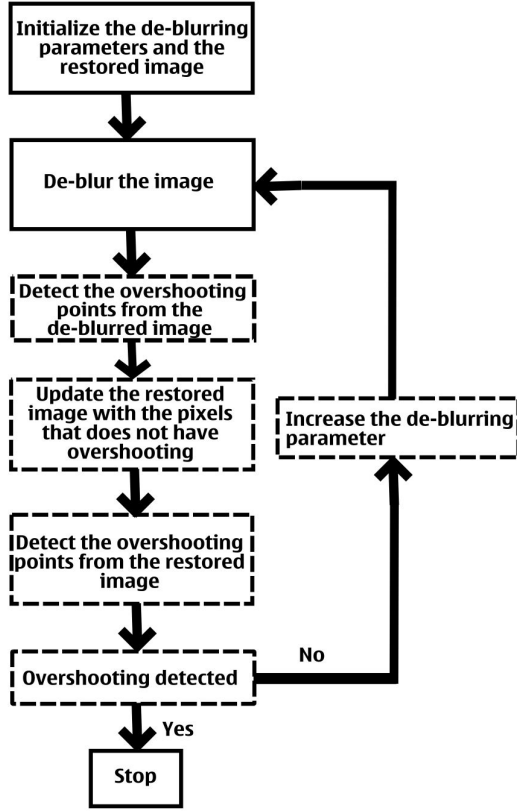 Initialize the de-blurring
parameters and the
restored image
De-blur the image
Detect the overshooting
points from the
de-blurred image
Update the restored
image with the pixels
that does not have
overshooting
Increase the de-blurring
parameter
Detect the overshooting
points from the restored
image
Overshooting detected
No
Yes
Stop